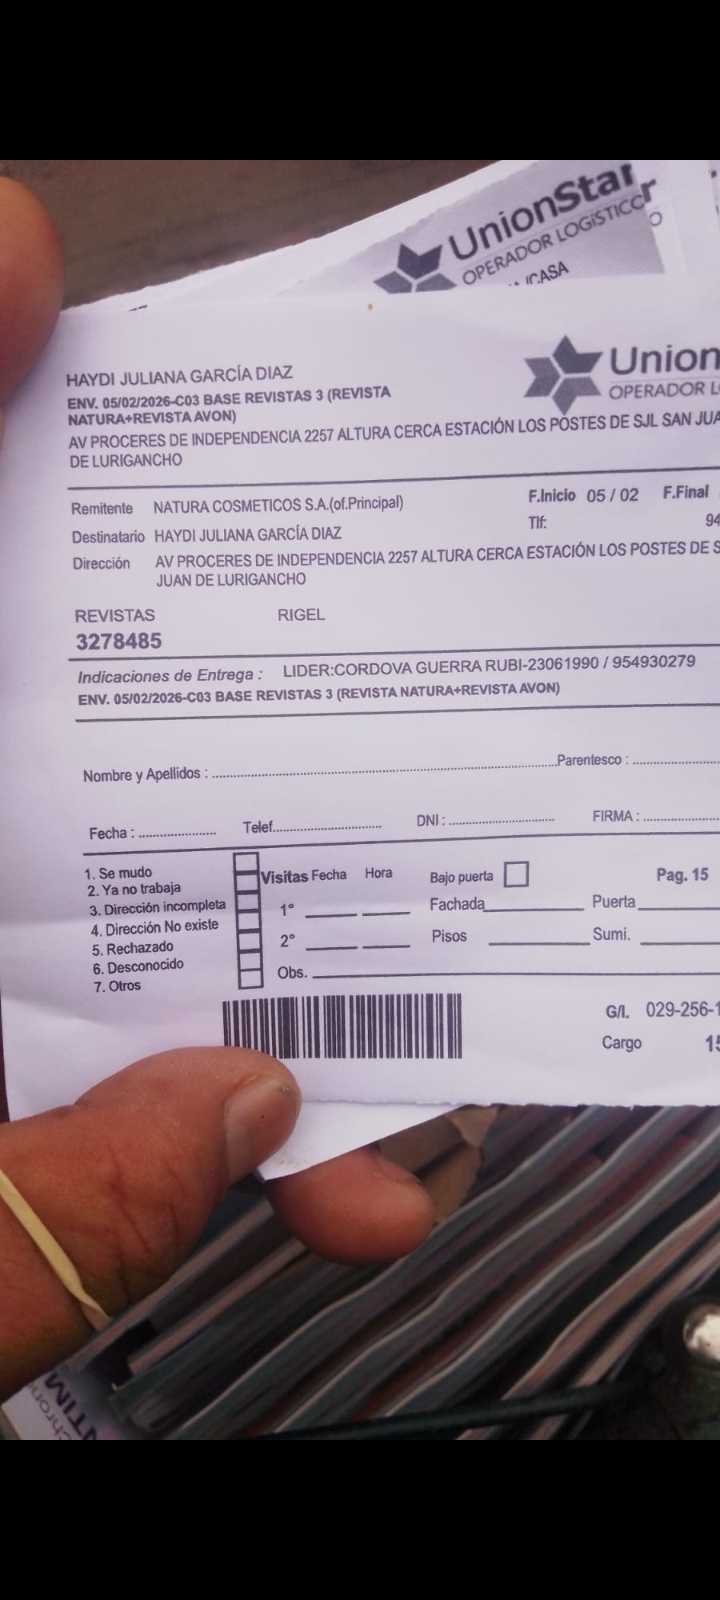 UnionStar
OPERADOR LOGÍSTICO
HAYDI JULIANA GARCÍA DIAZ
Union
OPERADOR L
ENV. 05/02/2026-C03 BASE REVISTAS 3 (REVISTA
NATURA+REVISTA AVON)
AV PROCERES DE INDEPENDENCIA 2257 ALTURA CERCA ESTACIÓN LOS POSTES DE SJL SAN JUA
DE LURIGANCHO
Remitente NATURA COSMETICOS S.A.(of.Principal) F.Inicio 05 / 02 F.Final
Destinatario HAYDI JULIANA GARCÍA DIAZ Tlf: 94
Dirección AV PROCERES DE INDEPENDENCIA 2257 ALTURA CERCA ESTACIÓN LOS POSTES DE S
JUAN DE LURIGANCHO
REVISTAS RIGEL
3278485
Indicaciones de Entrega : LIDER:CORDOVA GUERRA RUBI-23061990 / 954930279
ENV. 05/02/2026-C03 BASE REVISTAS 3 (REVISTA NATURA+REVISTA AVON)
Nombre y Apellidos : Parentesco :
Fecha : Telef. DNI : FIRMA :
1. Se mudo
2. Ya no trabaja
3. Dirección incompleta
4. Dirección No existe
5. Rechazado
6. Desconocido
7. Otros
Visitas Fecha Hora Bajo puerta Pag. 15
1° Fachada Puerta
2° Pisos Sumi.
Obs.
G/I. 029-256-1
Cargo 15